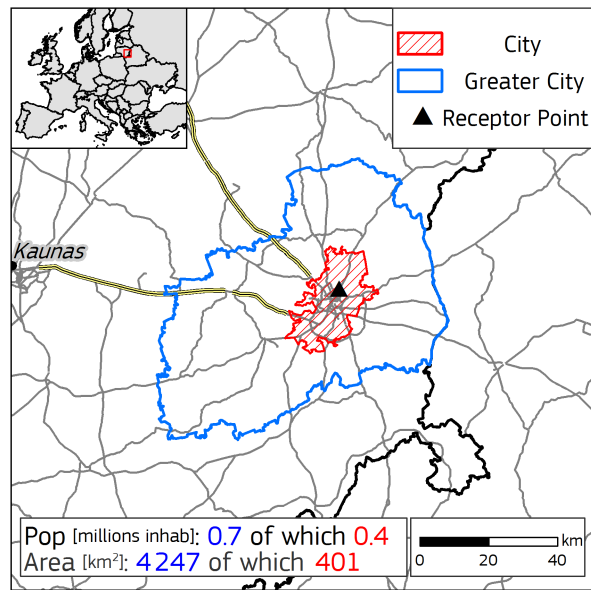 City
Greater City
Receptor Point
Kaunas
Pop [millions inhab]: 0.7 of which 0.4
Area [km²]: 4247 of which 401
km
0 20 40